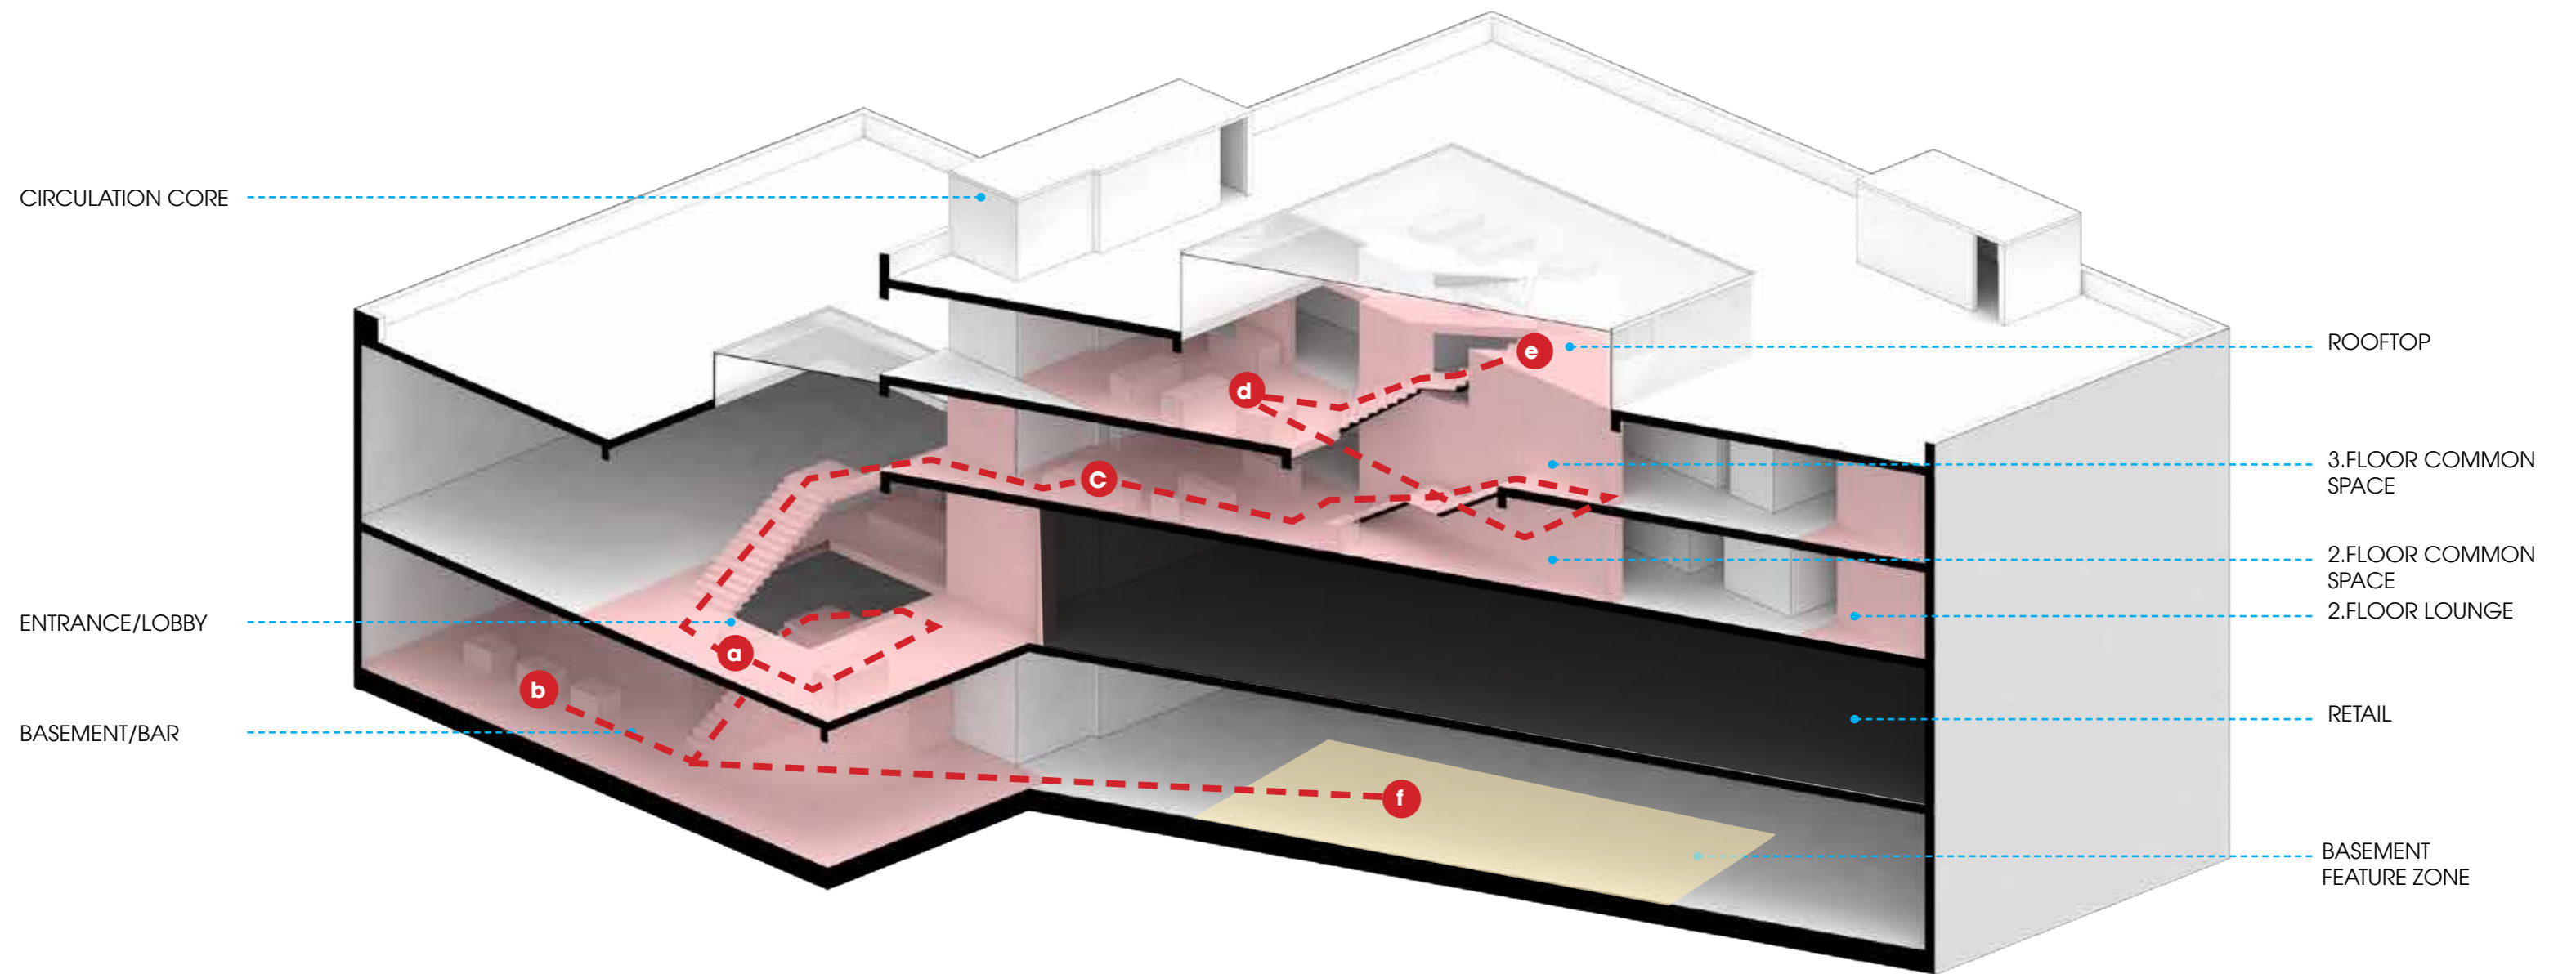 CIRCULATION CORE
ENTRANCE/LOBBY
BASEMENT/BAR
a
b
C
d
e
f
ROOFTOP
3.FLOOR COMMON
SPACE
2.FLOOR COMMON
SPACE
2.FLOOR LOUNGE
RETAIL
BASEMENT
FEATURE ZONE